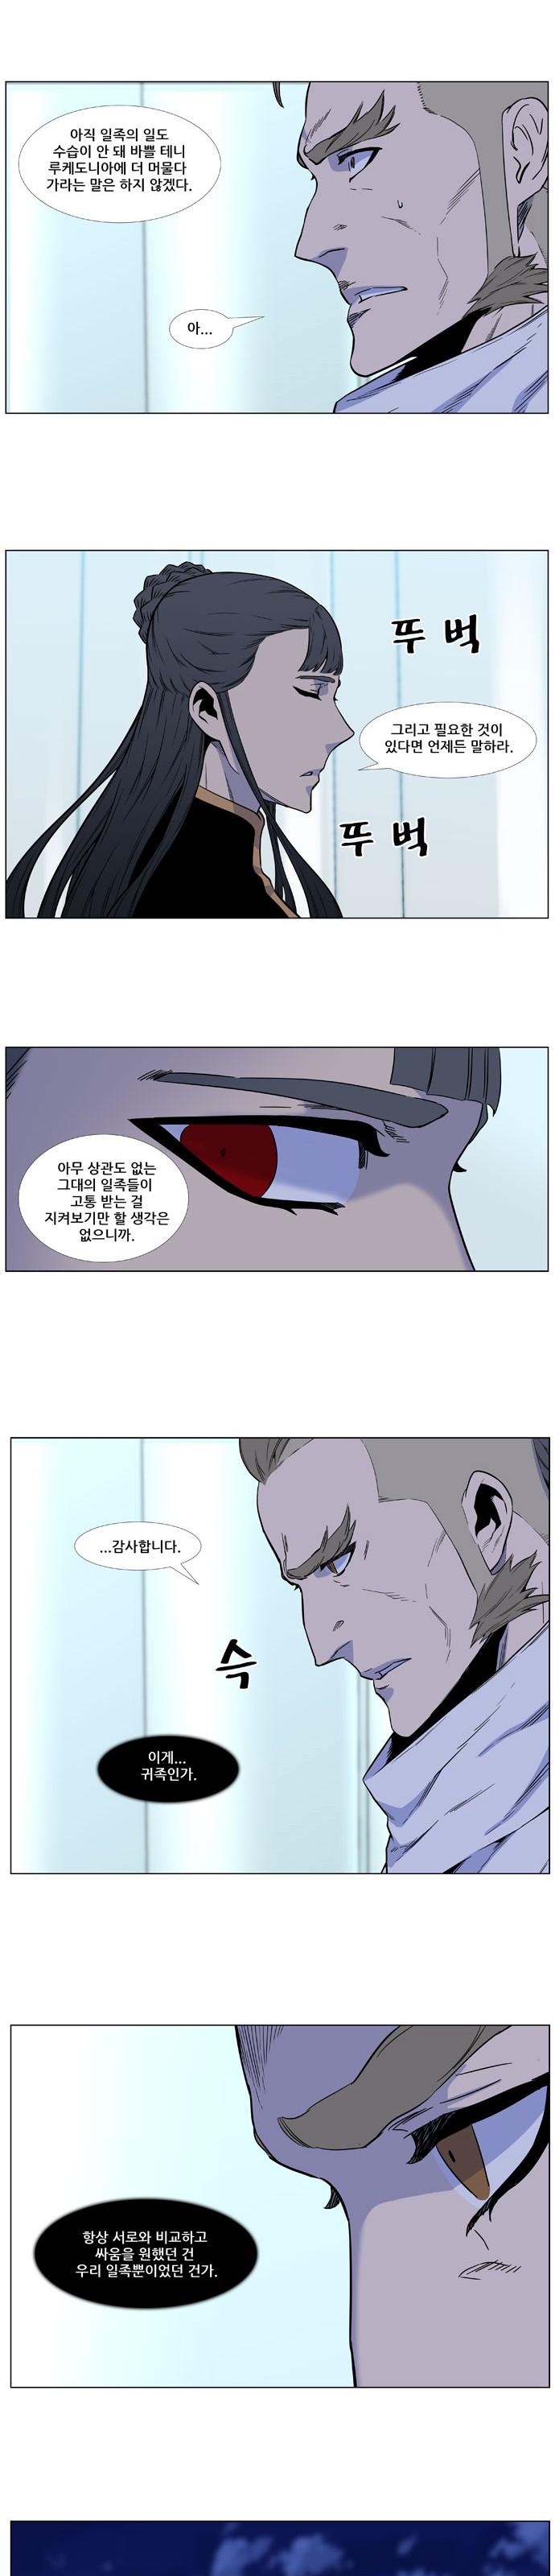 아직 일족의 일도
수습이 안 돼 바쁠 테니
루케도니아에 더 머물다
가라는 말은 하지 않겠다.
아...
뚜 벅
그리고 필요한 것이
있다면 언제든 말하라.
뚜 벅
아무 상관도 없는
그대의 일족들이
고통 받는 걸
지켜보기만 할 생각은
없으니까.
...감사합니다.
슥
이게...
귀족인가.
항상 서로와 비교하고
싸움을 원했던 건
우리 일족뿐이었던 건가.